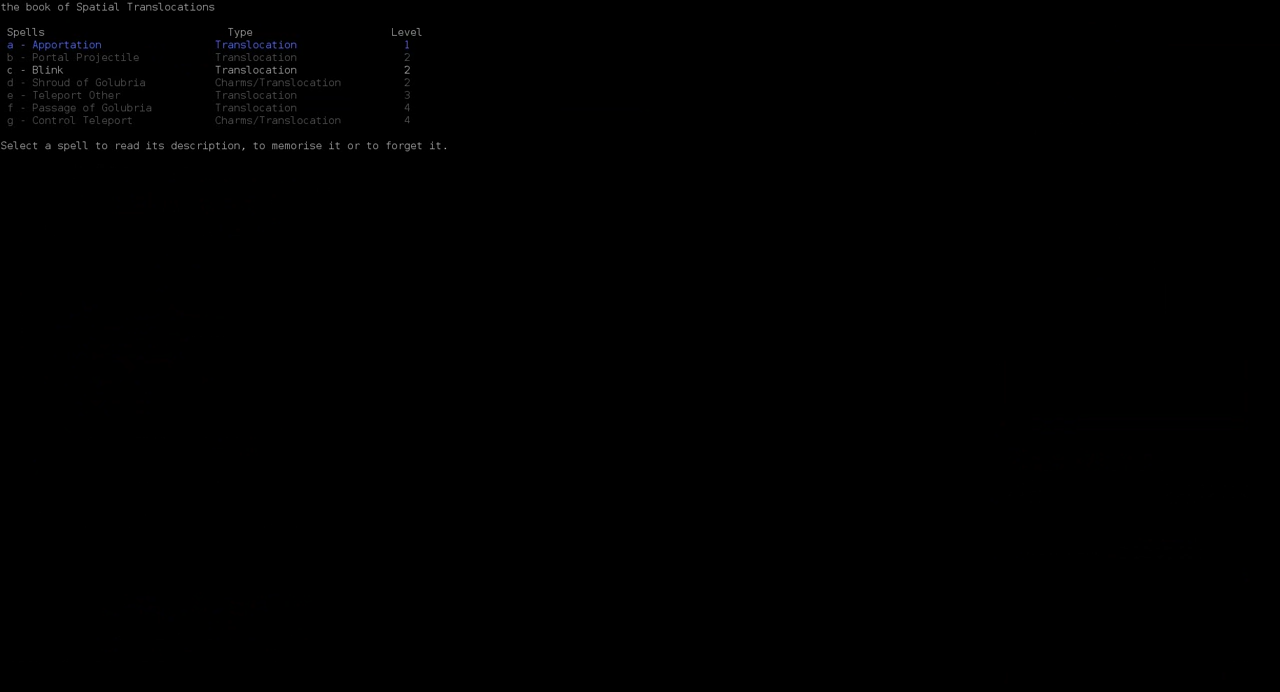 the book of Spatial Translocations
Spells Type Level
a - Apportation Translocation 1
b - Portal Projectile Translocation 2
c - Blink Translocation 2
d - Shroud of Golubria Charms/Translocation 2
e - Teleport Other Translocation 3
f - Passage of Golubria Translocation 4
g - Control Teleport Charms/Translocation 4
Select a spell to read its description, to memorise it or to forget it.